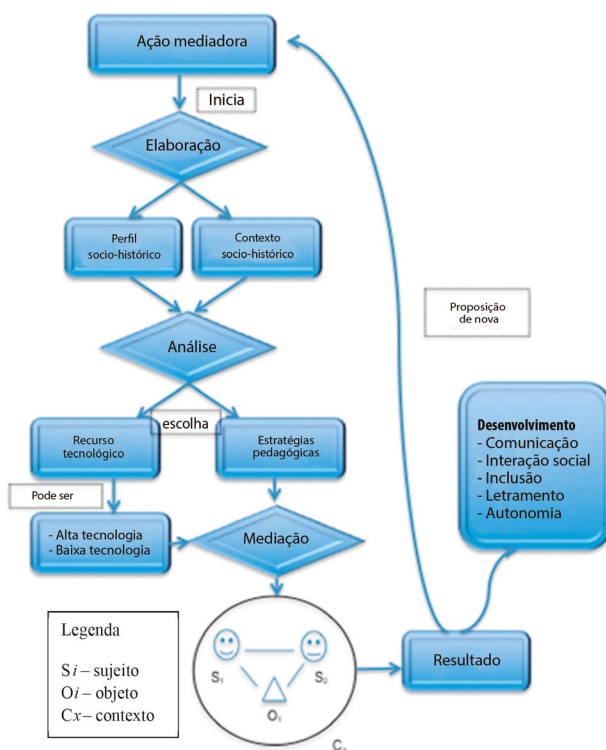 Ação mediadora
Inicia
Elaboração
Perfil
socio-histórico
Contexto
socio-histórico
Análise
escolha
Recurso
tecnológico
Estratégias
pedagógicas
Pode ser
- Alta tecnologia
- Baixa tecnologia
Mediação
Proposição
de nova
Desenvolvimento
- Comunicação
- Interação social
- Inclusão
- Letramento
- Autonomia
Resultado
Legenda
Si – sujeito
Oi – objeto
Cx – contexto
S₁
S₂
O₁